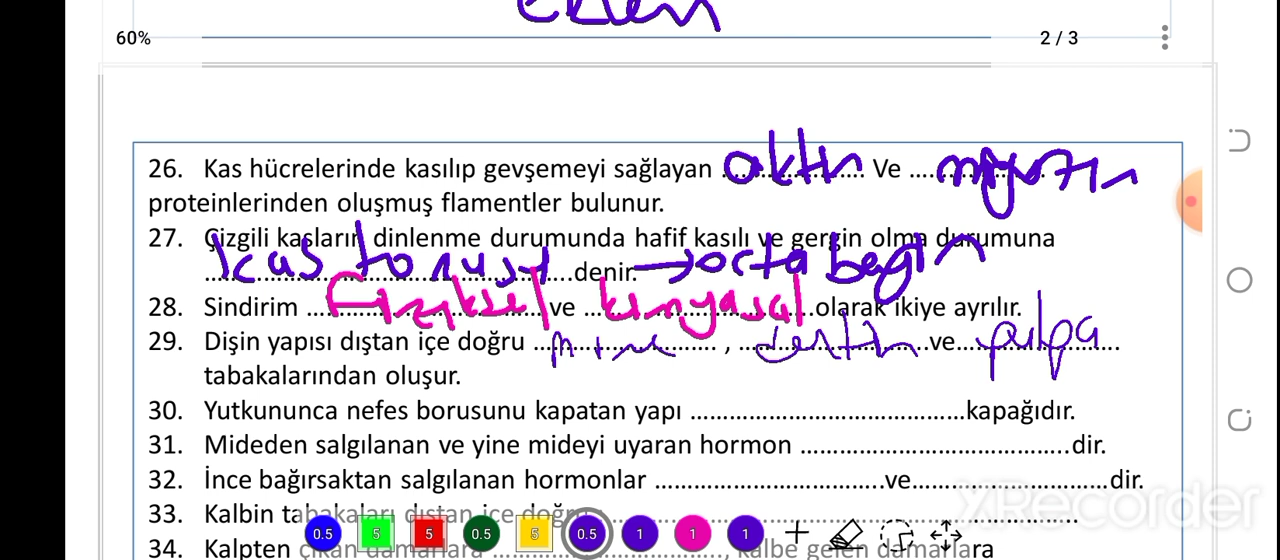 60%
2 / 3
26. Kas hücrelerinde kasılıp gevşemeyi sağlayan aktin Ve miyozin
proteinlerinden oluşmuş flamentler bulunur.
27. Çizgili kasların dinlenme durumunda hafif kasılı ve gergin olma durumuna
kas tonusu denir → orta beyin
28. Sindirim fiziksel ve kimyasal olarak ikiye ayrılır.
29. Dişin yapısı dıştan içe doğru mine, dentin ve pulpa
tabakalarından oluşur.
30. Yutkununca nefes borusunu kapatan yapı ..........kapağıdır.
31. Mideden salgılanan ve yine mideyi uyaran hormon ..........dir.
32. İnce bağırsaktan salgılanan hormonlar ..........ve..........dir.
33. Kalbin tabakaları dıştan içe doğru
34. Kalpten çıkan damarlara .........., kalbe gelen damarlara
0.5 5 5 0.5 5 0.5 1 1 1
XRecorder